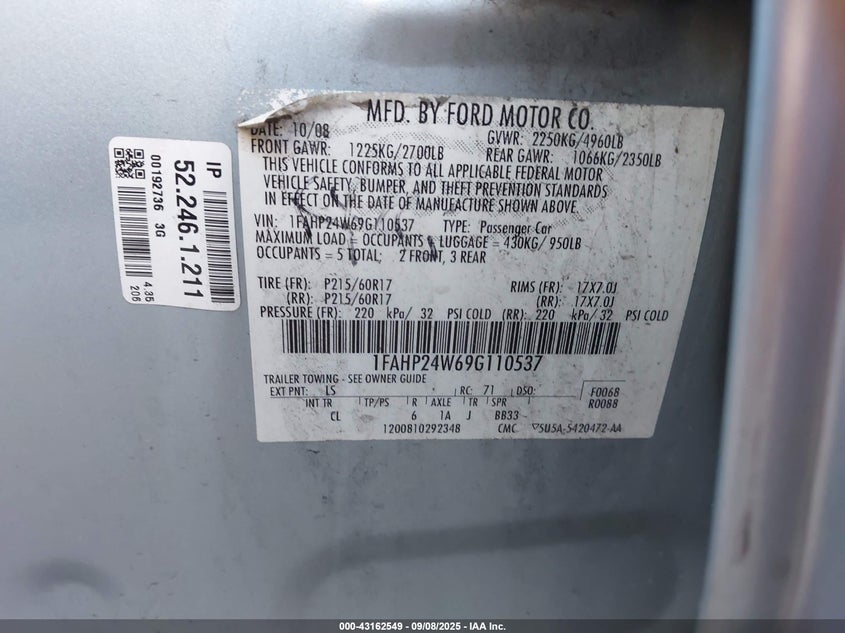 MFD. BY FORD MOTOR CO.
DATE: 10/08
GVWR: 2250KG/4960LB
FRONT GAWR: 1225KG/2700LB
REAR GAWR: 1066KG/2350LB
THIS VEHICLE CONFORMS TO ALL APPLICABLE FEDERAL MOTOR
VEHICLE SAFETY, BUMPER, AND THEFT PREVENTION STANDARDS
IN EFFECT ON THE DATE OF MANUFACTURE SHOWN ABOVE.
VIN: 1FAHP24W69G110537 TYPE: Passenger Car
MAXIMUM LOAD = OCCUPANTS + LUGGAGE = 430KG/ 950LB
OCCUPANTS = 5 TOTAL; 2 FRONT, 3 REAR
TIRE (FR): P215/60R17 RIMS (FR): 17X7.0J
(RR): P215/60R17 (RR): 17X7.0J
PRESSURE (FR): 220 kPa/ 32 PSI COLD (RR): 220 kPa/ 32 PSI COLD
1FAHP24W69G110537
TRAILER TOWING - SEE OWNER GUIDE
EXT PNT: LS RC: 71 DSO: F0068
INT TR TP/PS R AXLE TR SPR R0088
CL 6 1A J BB33
1200810292348 CMC 5U5A-5420472-AA
IP
52.246.1.211
00192736 3G
4.35
206
000-43162549 - 09/08/2025 - IAA Inc.